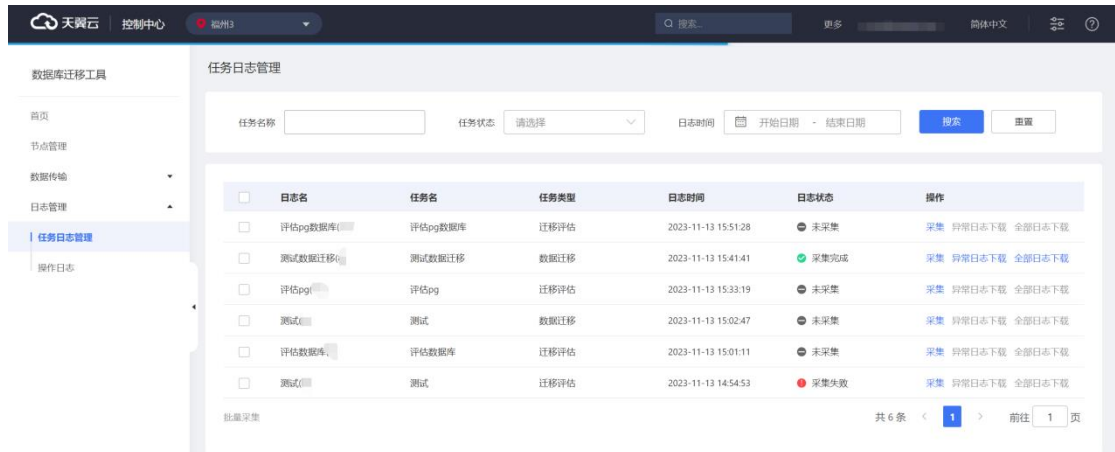 天翼云 控制中心 福州3 搜索... 更多 简体中文
数据库迁移工具
首页
节点管理
数据传输
日志管理
任务日志管理
操作日志
任务日志管理
任务名称 任务状态 请选择 日志时间 开始日期 - 结束日期 搜索 重置
日志名 任务名 任务类型 日志时间 日志状态 操作
评估pg数据库( 评估pg数据库 迁移评估 2023-11-13 15:51:28 未采集 采集 异常日志下载 全部日志下载
测试数据迁移( 测试数据迁移 数据迁移 2023-11-13 15:41:41 采集完成 采集 异常日志下载 全部日志下载
评估pg( 评估pg 迁移评估 2023-11-13 15:33:19 未采集 采集 异常日志下载 全部日志下载
测试( 测试 数据迁移 2023-11-13 15:02:47 未采集 采集 异常日志下载 全部日志下载
评估数据库 评估数据库 迁移评估 2023-11-13 15:01:11 未采集 采集 异常日志下载 全部日志下载
测试( 测试 迁移评估 2023-11-13 14:54:53 采集失败 采集 异常日志下载 全部日志下载
批量采集 共 6 条 1 前往 1 页